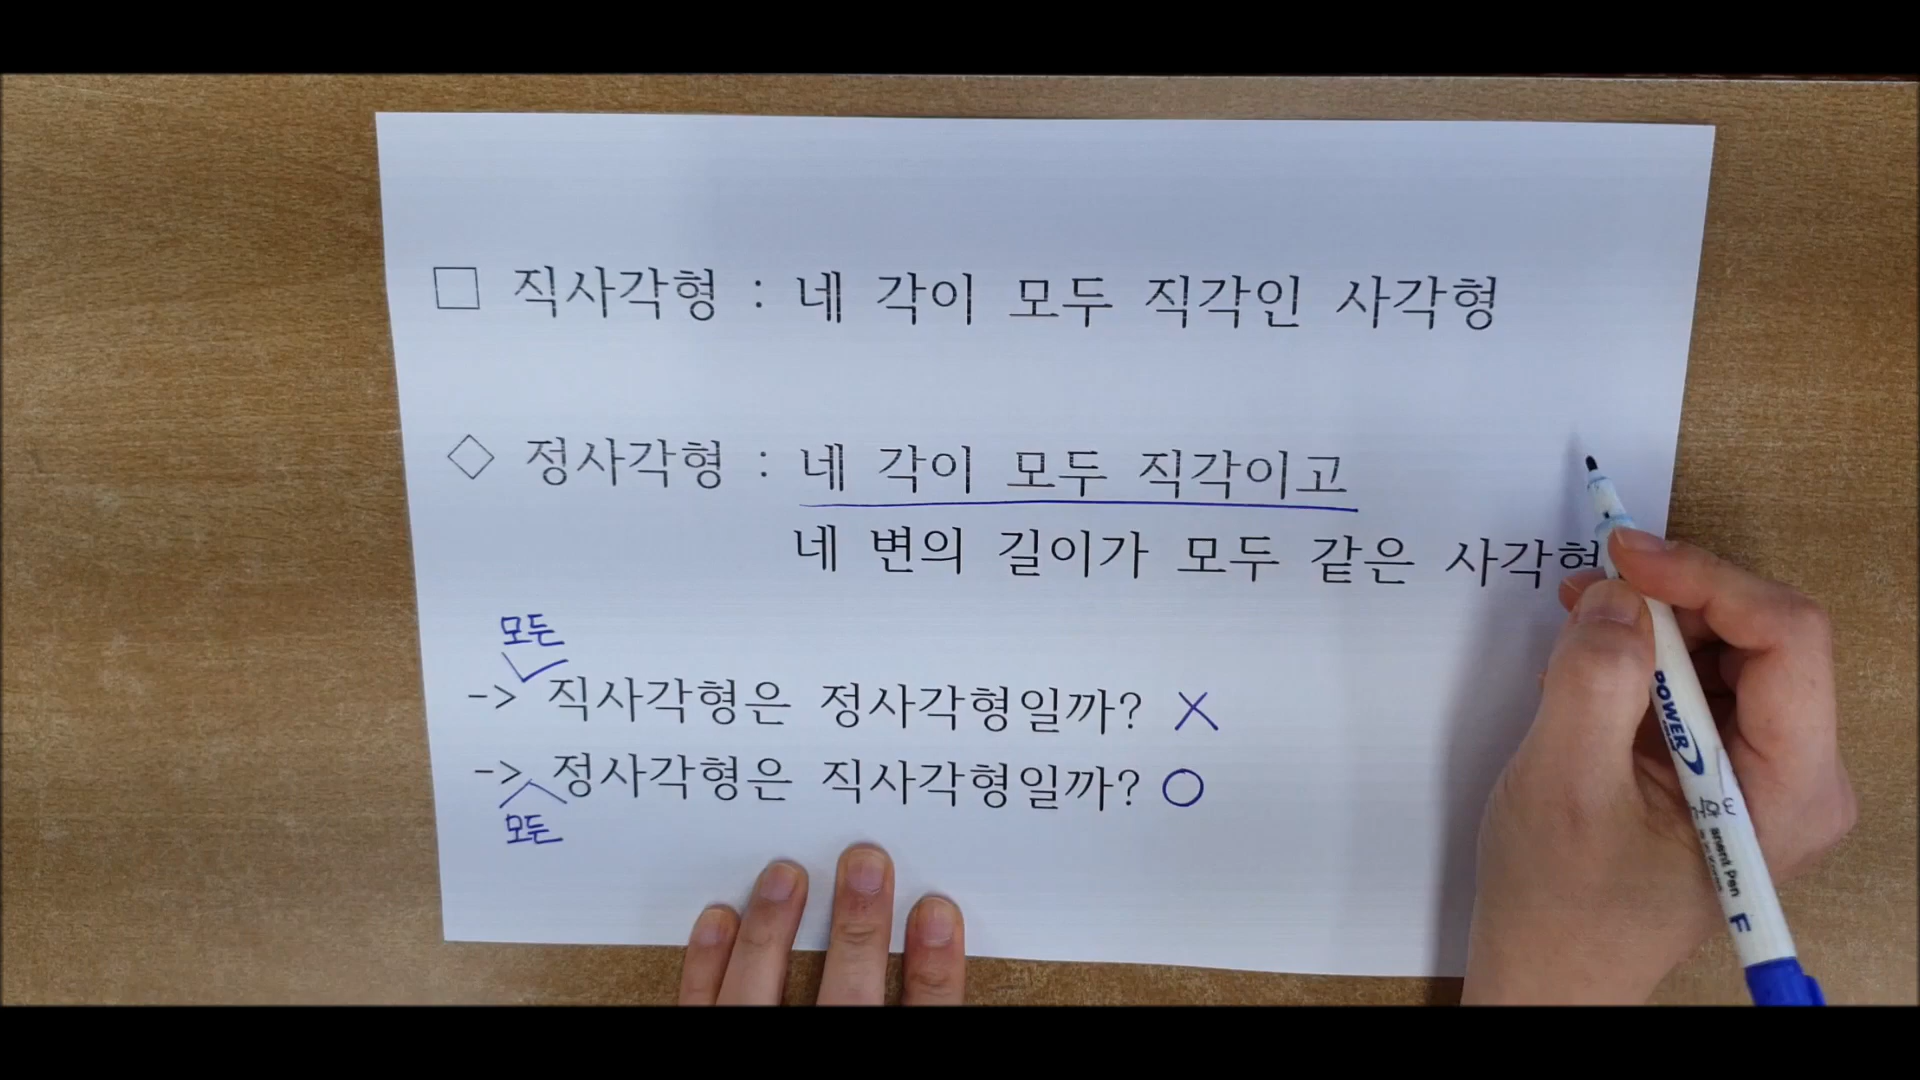 □ 직사각형 : 네 각이 모두 직각인 사각형
◇ 정사각형 : 네 각이 모두 직각이고
네 변의 길이가 모두 같은 사각형
모든
-> 직사각형은 정사각형일까? X
-> 정사각형은 직사각형일까? O
모든
POWER
anent Pen
F